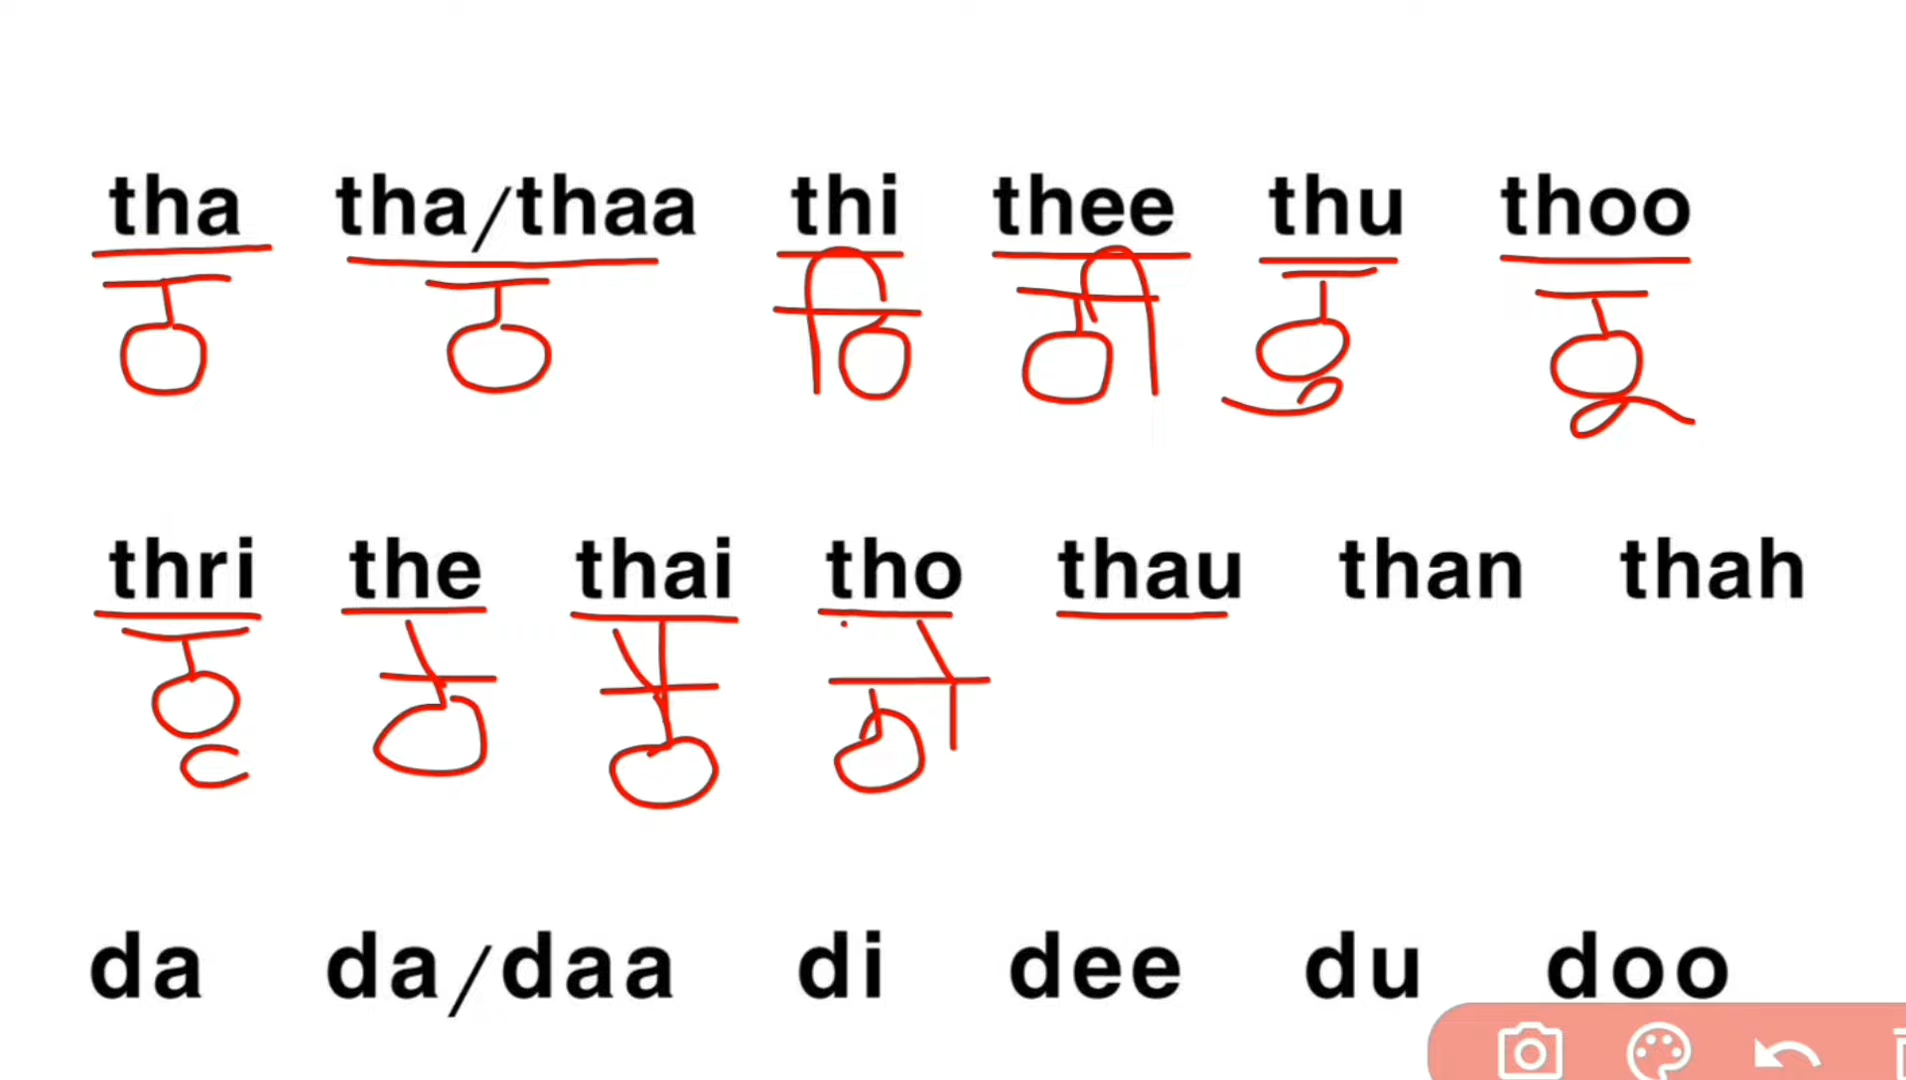 tha tha/thaa thi thee thu thoo
ठ ठ ठि ठी ठु ठू
thri the thai tho thau than thah
ठृ ठे ठै ठो
da da/daa di dee du doo